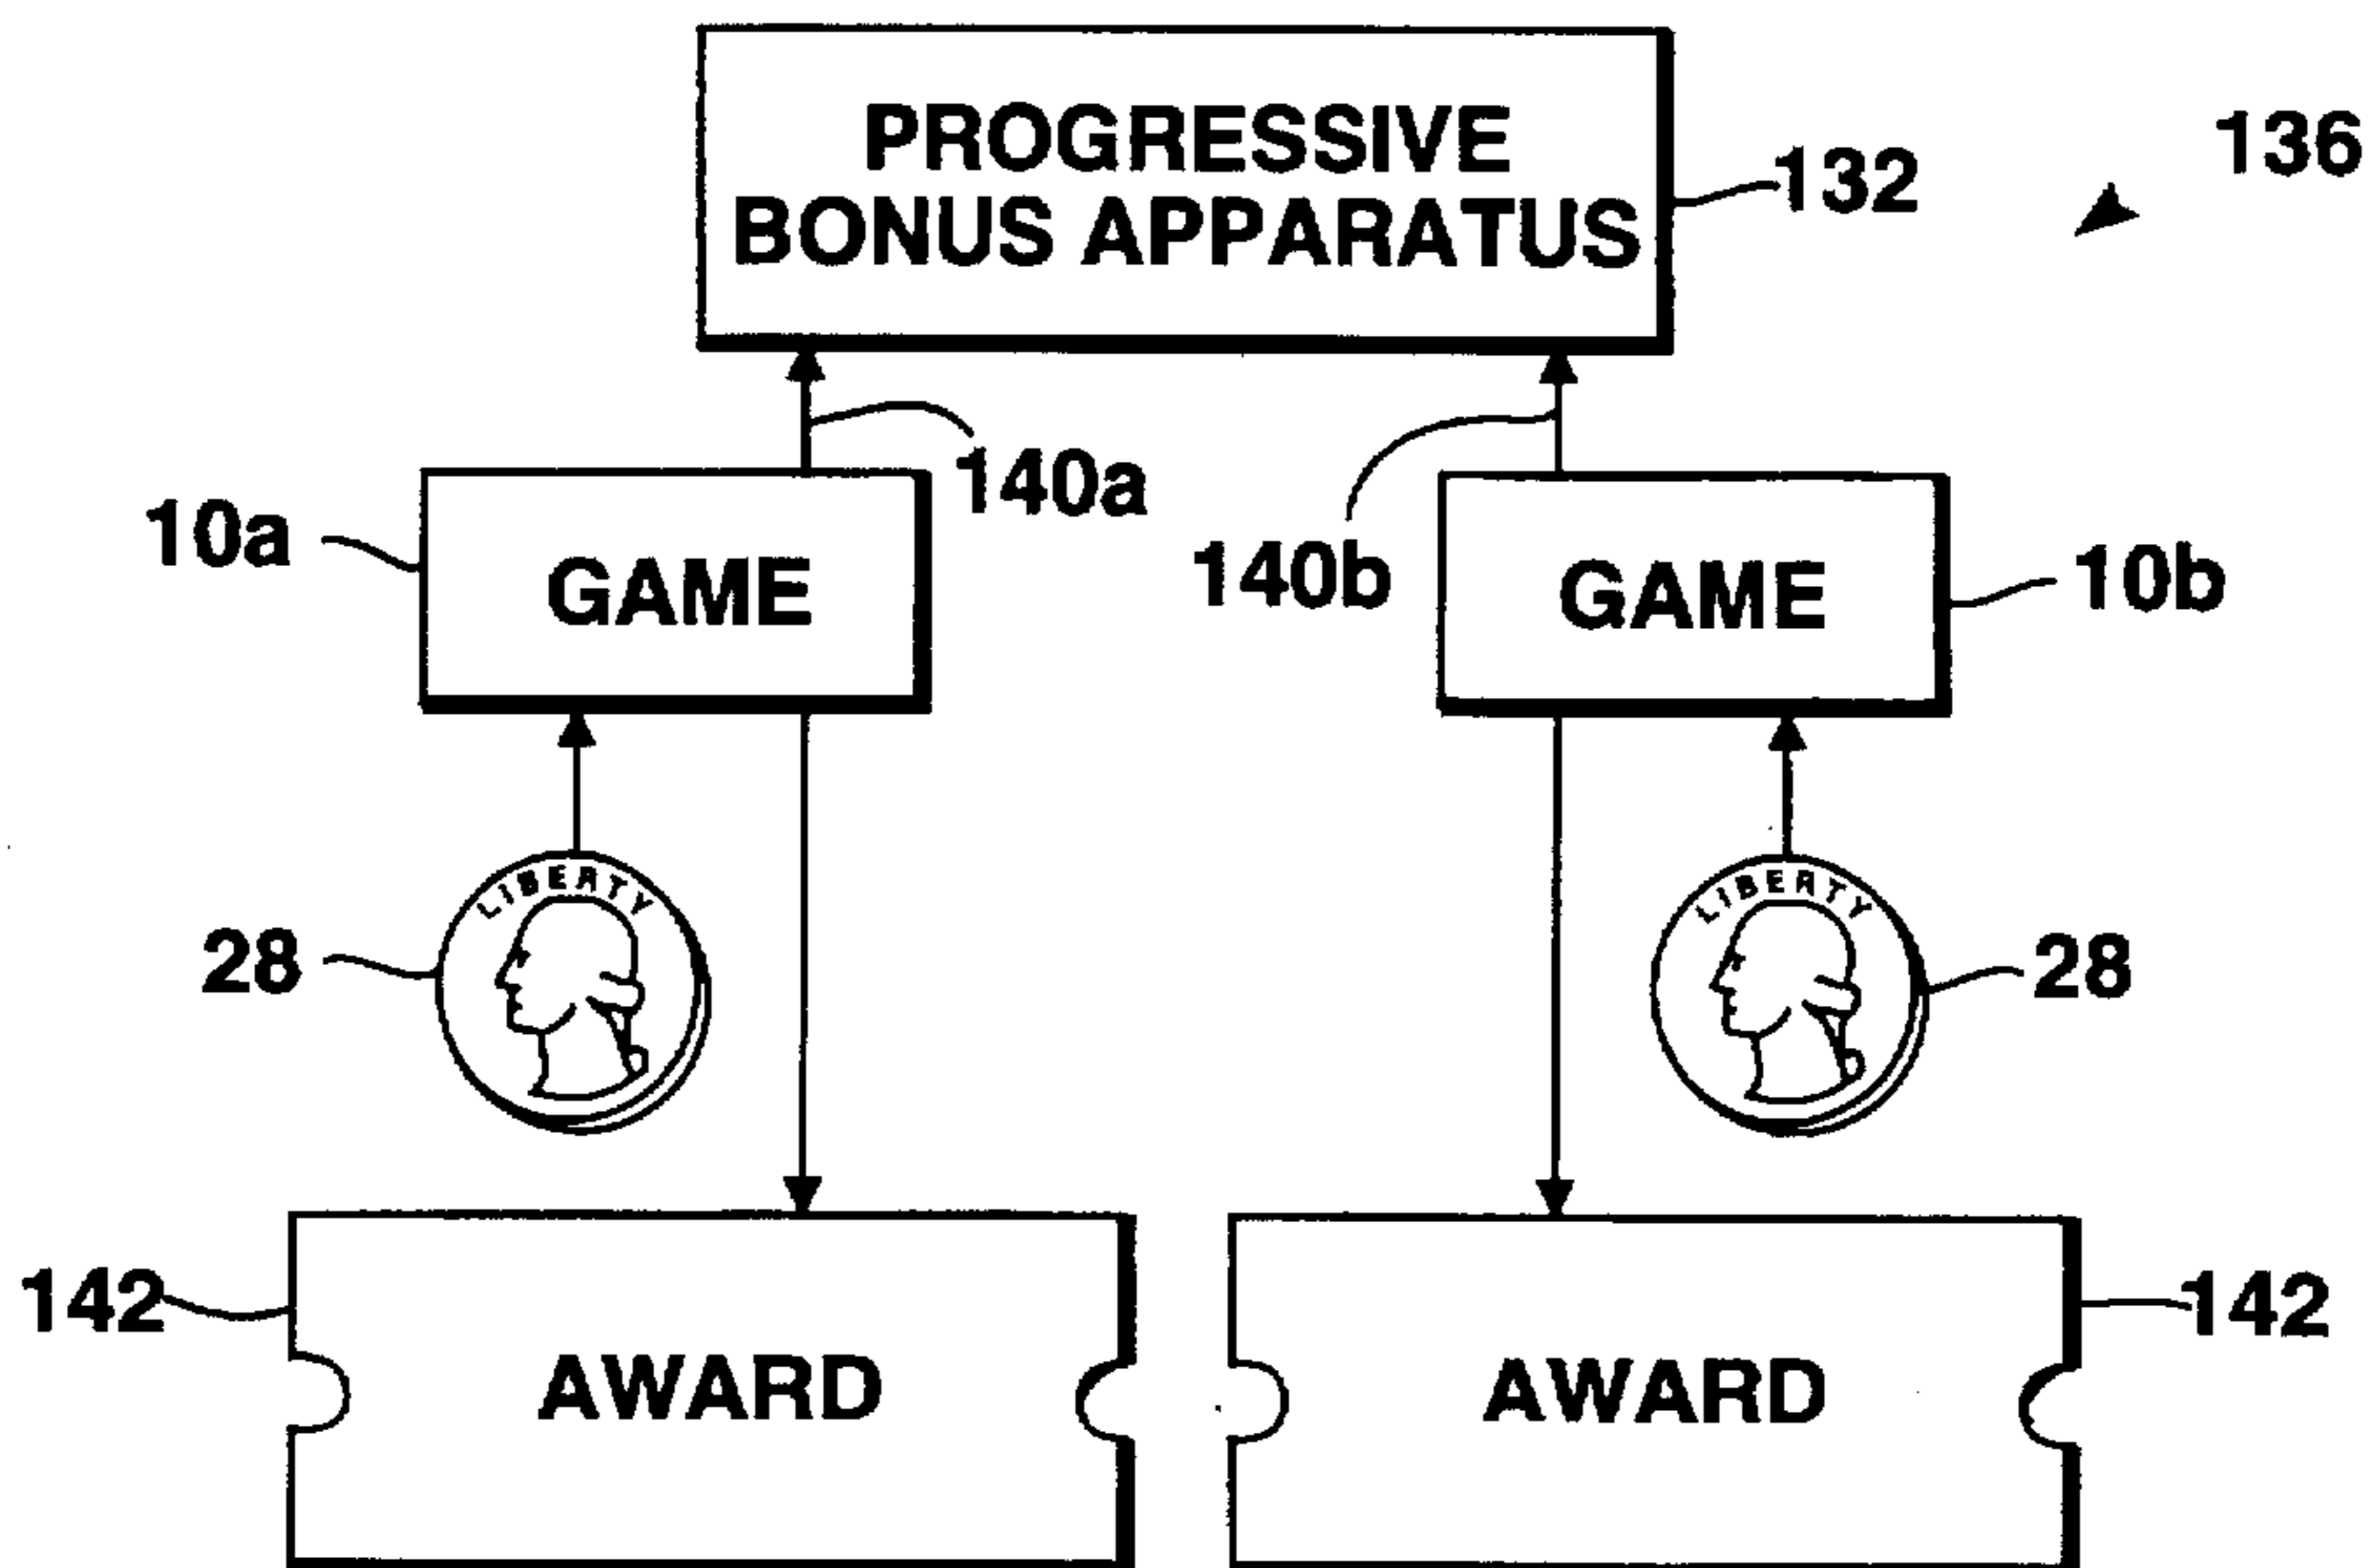 PROGRESSIVE
BONUS APPARATUS
132
136
140a
140b
10a
GAME
GAME
10b
LIBERTY
LIBERTY
28
28
142
AWARD
AWARD
142